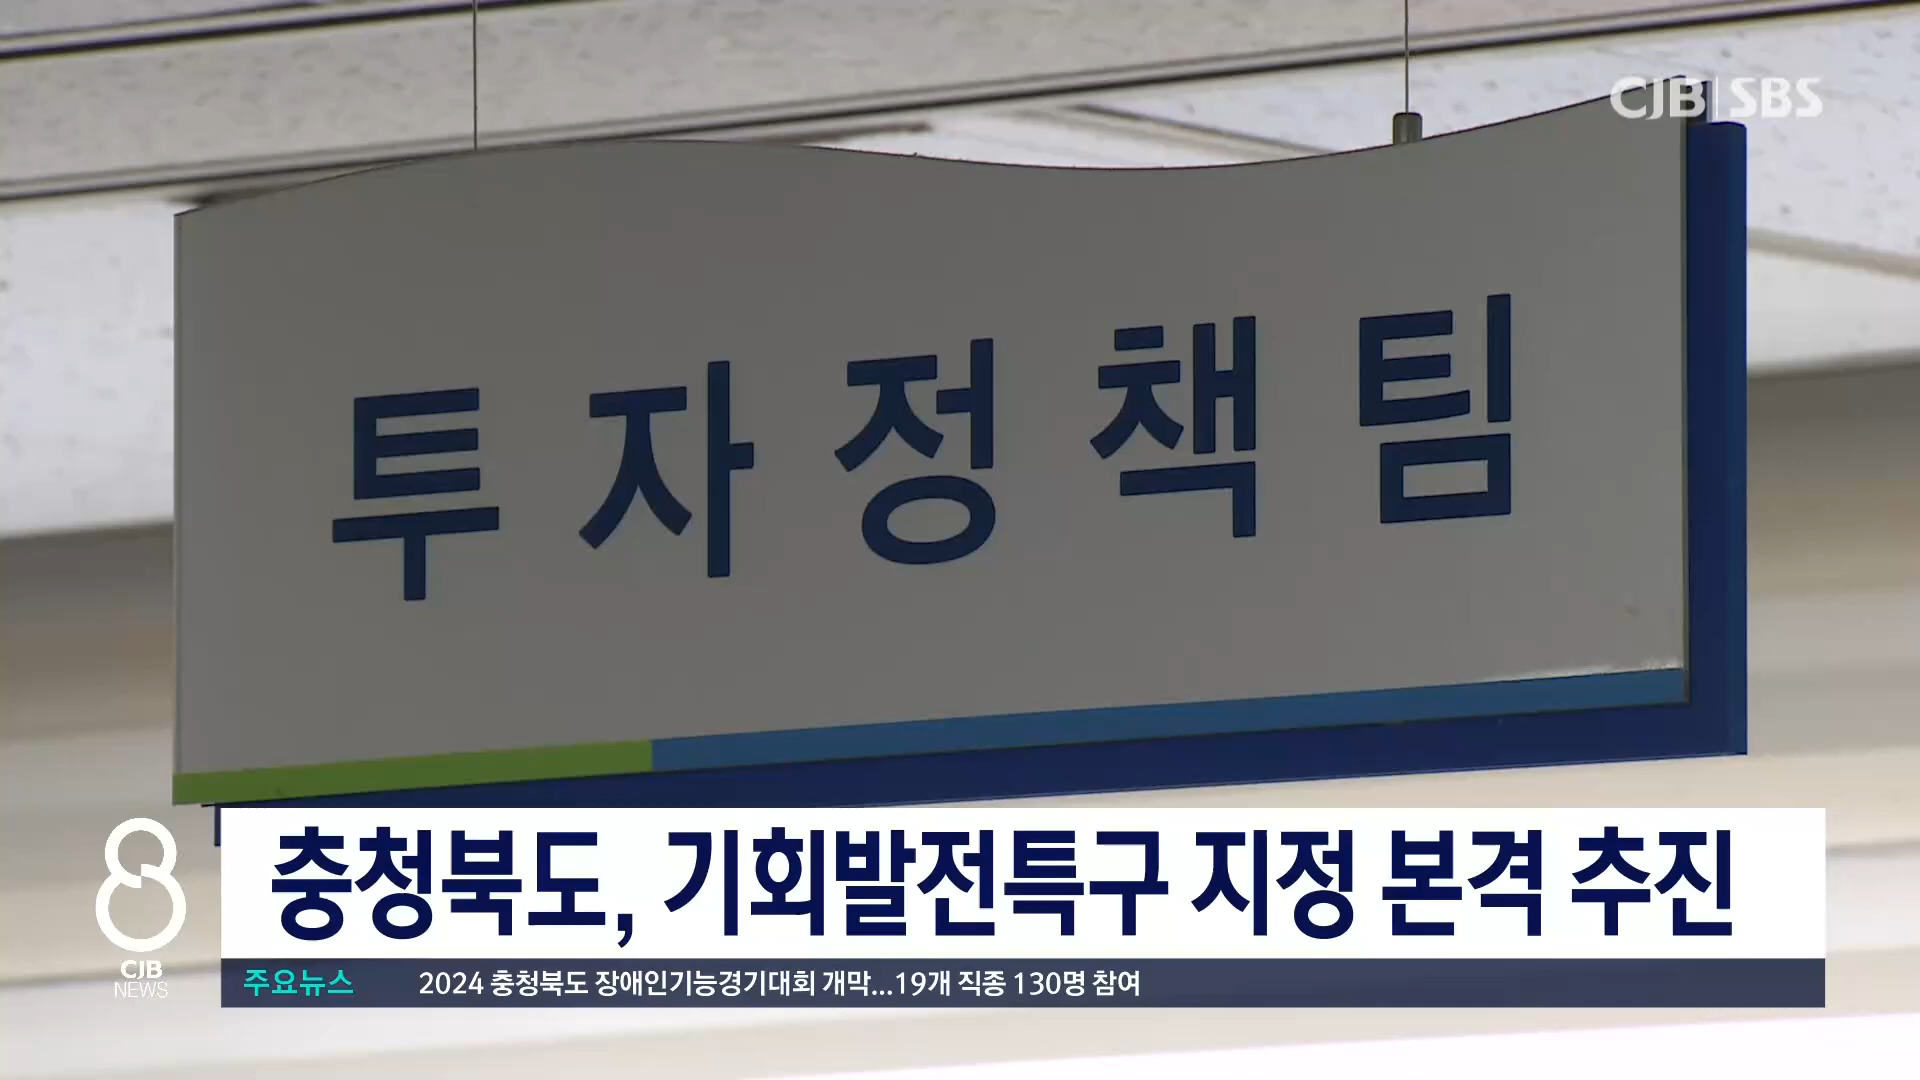 CJB|SBS
투자정책팀
충청북도, 기회발전특구 지정 본격 추진
8
CJB
NEWS
주요뉴스 2024 충청북도 장애인기능경기대회 개막...19개 직종 130명 참여